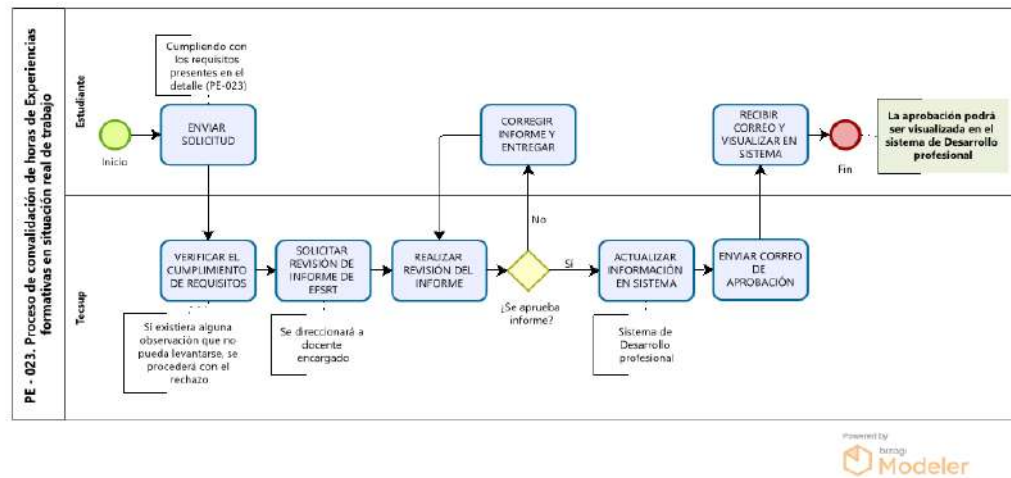 PE - 023. Proceso de convalidación de horas de Experiencias
formativas en situación real de trabajo
Estudiante
Cumpliendo con
los requisitos
presentes en el
detalle (PE-023)
Inicio
ENVIAR
SOLICITUD
CORREGIR
INFORME Y
ENTREGAR
RECIBIR
CORREO Y
VISUALIZAR EN
SISTEMA
Fin
La aprobación podrá
ser visualizada en el
sistema de Desarrollo
profesional
Tecsup
VERIFICAR EL
CUMPLIMIENTO
DE REQUISITOS
Si existiera alguna
observación que no
pueda levantarse, se
procederá con el
rechazo
SOLICITAR
REVISIÓN DE
INFORME DE
EFSRT
Se direccionará a
docente
encargado
REALIZAR
REVISIÓN DEL
INFORME
No
Sí
¿Se aprueba
informe?
ACTUALIZAR
INFORMACIÓN
EN SISTEMA
Sistema de
Desarrollo
profesional
ENVIAR CORREO
DE
APROBACIÓN
Powered by
bizagi
Modeler